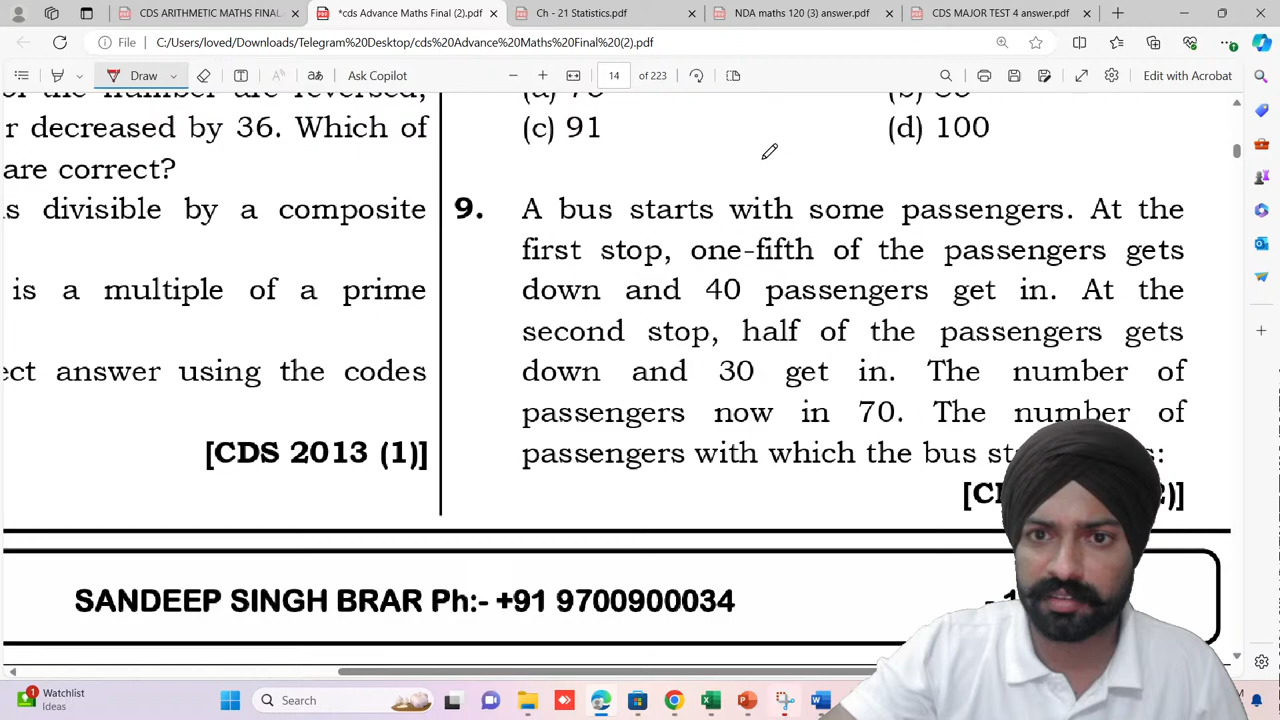 CDS ARITHMETIC MATHS FINAL
*cds Advance Maths Final (2).pdf
Ch - 21 Statistics.pdf
NDA maths 120 (3)answer.pdf
CDS MAJOR TEST 4 answer.pdf
File
C:/Users/loved/Downloads/Telegram%20Desktop/cds%20Advance%20Maths%20Final%20(2).pdf
Draw
Ask Copilot
14 of 223
Edit with Acrobat
of the number are reversed,
r decreased by 36. Which of
are correct?
s divisible by a composite
is a multiple of a prime
ect answer using the codes
[CDS 2013 (1)]
(c) 91 (d) 100
9. A bus starts with some passengers. At the
first stop, one-fifth of the passengers gets
down and 40 passengers get in. At the
second stop, half of the passengers gets
down and 30 get in. The number of
passengers now in 70. The number of
passengers with which the bus
SANDEEP SINGH BRAR Ph:- +91 9700900034
1
Watchlist
Ideas
Search